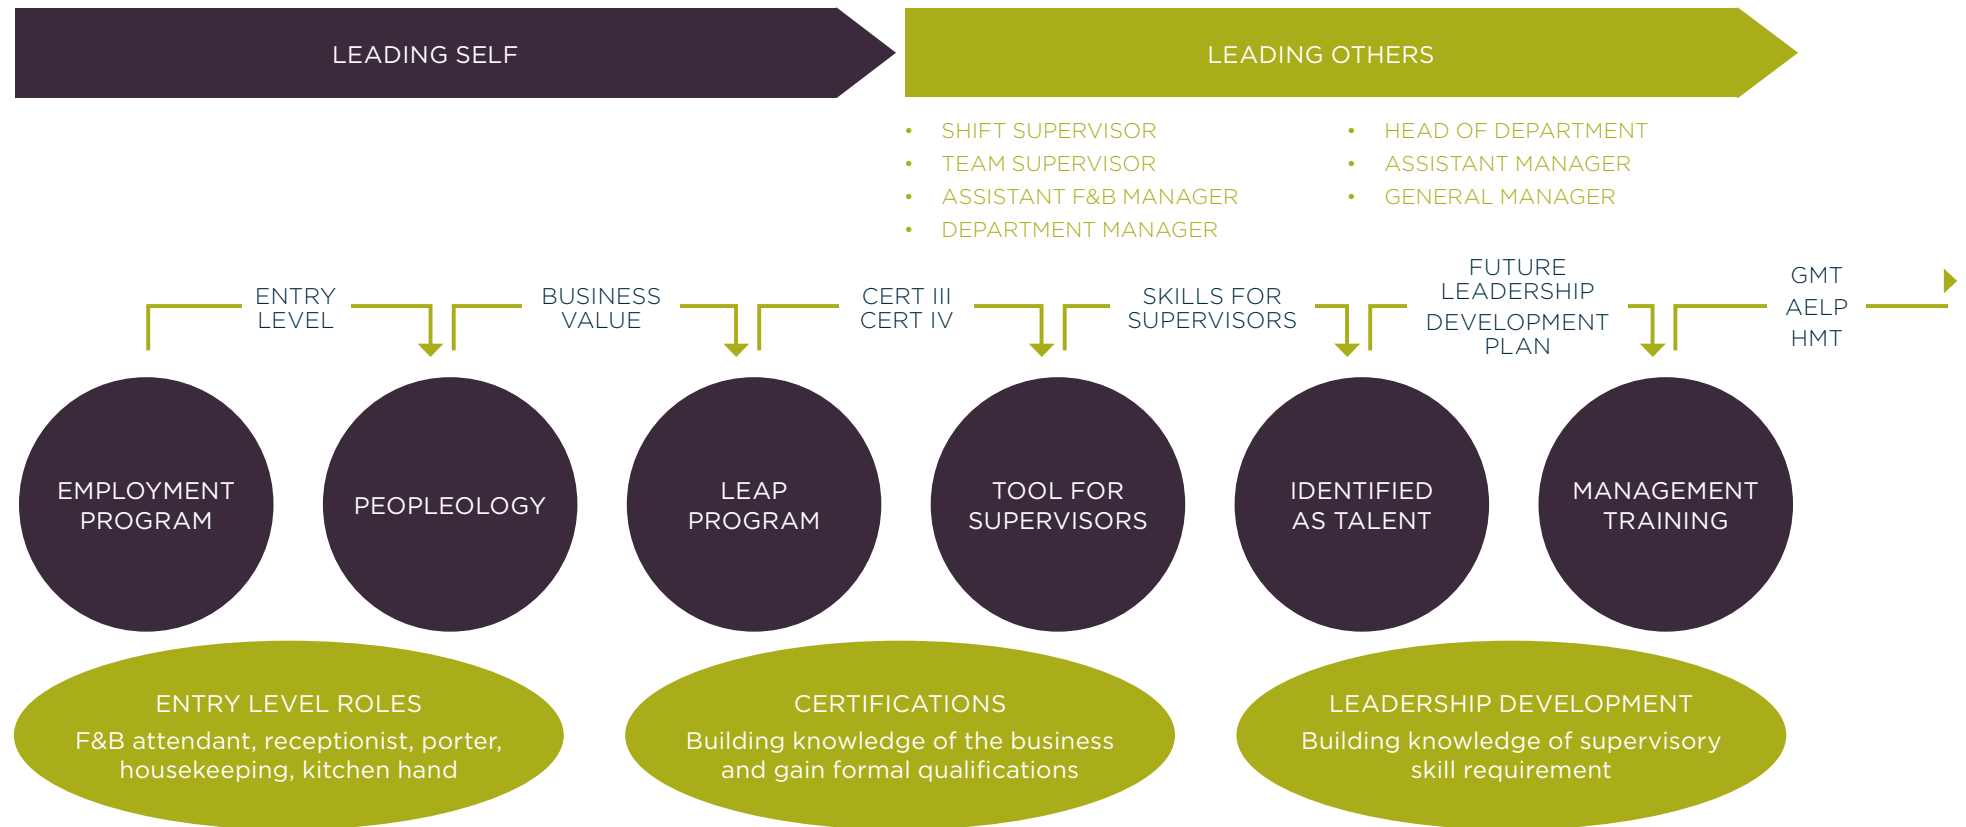 LEADING SELF
LEADING OTHERS
• SHIFT SUPERVISOR
• TEAM SUPERVISOR
• ASSISTANT F&B MANAGER
• DEPARTMENT MANAGER
• HEAD OF DEPARTMENT
• ASSISTANT MANAGER
• GENERAL MANAGER
ENTRY
LEVEL
BUSINESS
VALUE
CERT III
CERT IV
SKILLS FOR
SUPERVISORS
FUTURE
LEADERSHIP
DEVELOPMENT
PLAN
GMT
AELP
HMT
EMPLOYMENT
PROGRAM
PEOPLEOLOGY
LEAP
PROGRAM
TOOL FOR
SUPERVISORS
IDENTIFIED
AS TALENT
MANAGEMENT
TRAINING
ENTRY LEVEL ROLES
F&B attendant, receptionist, porter,
housekeeping, kitchen hand
CERTIFICATIONS
Building knowledge of the business
and gain formal qualifications
LEADERSHIP DEVELOPMENT
Building knowledge of supervisory
skill requirement